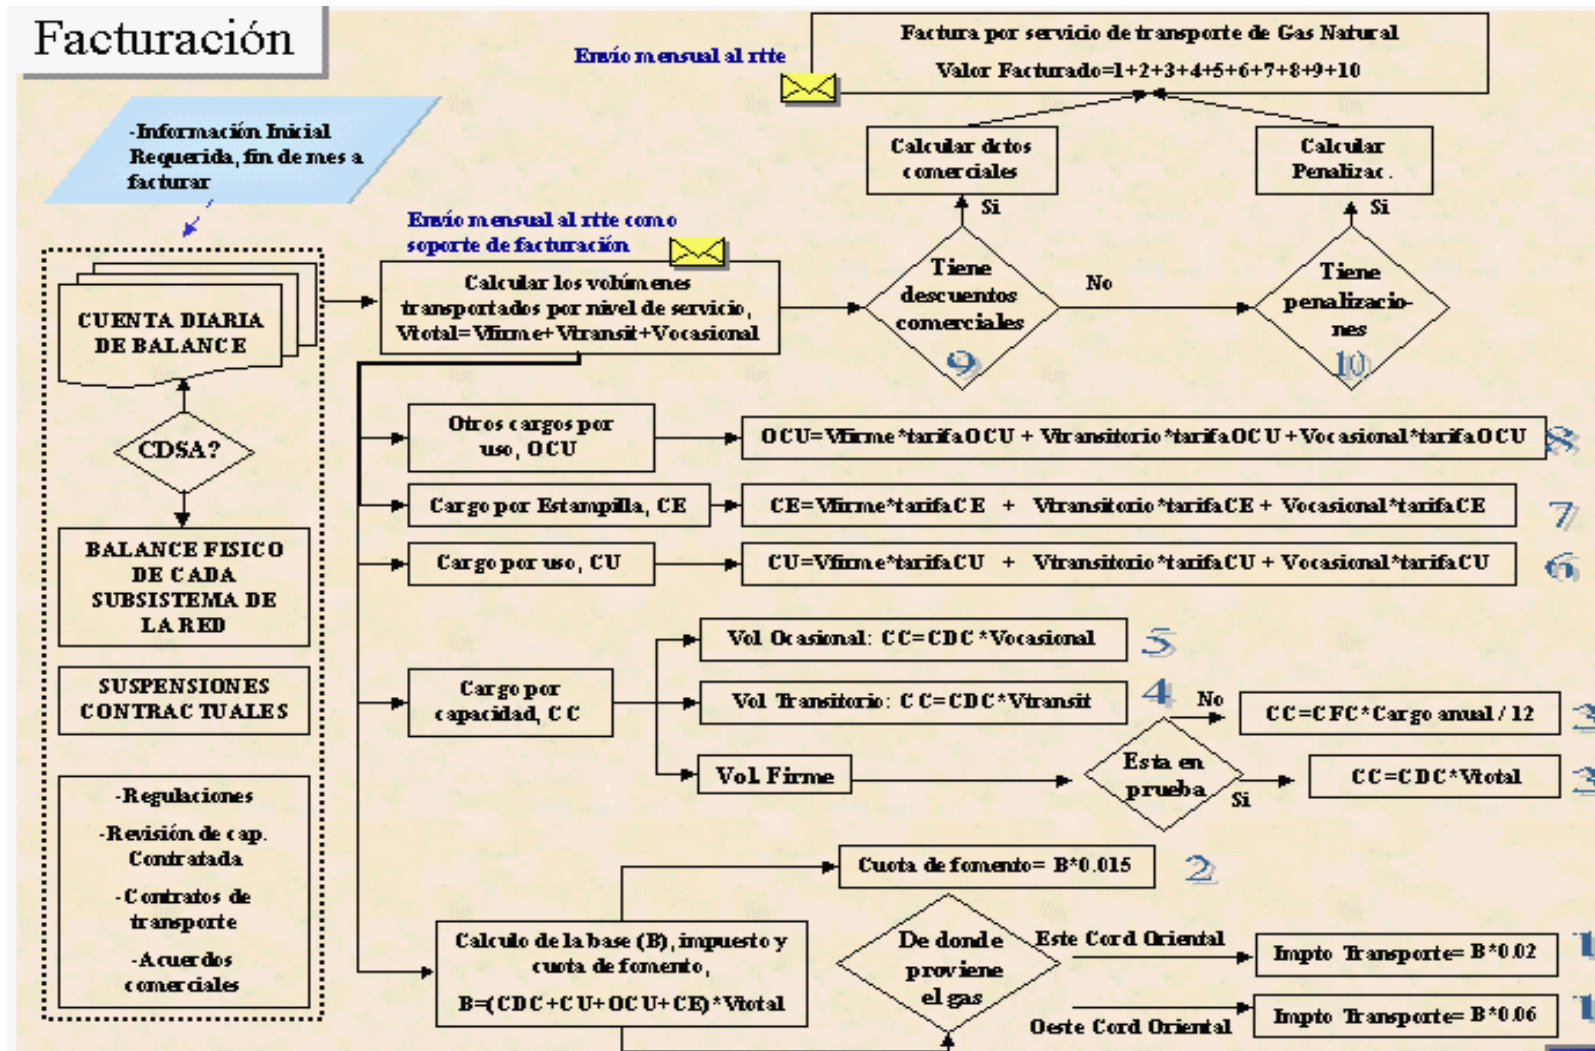 Facturación
Envío mensual al rtte
Factura por servicio de transporte de Gas Natural
Valor Facturado=1+2+3+4+5+6+7+8+9+10
-Información Inicial
Requerida, fin de mes a
facturar
Calcular dctos
comerciales
Calcular
Penalizac.
Si
Si
Envío mensual al rtte como
soporte de facturación
CUENTA DIARIA
DE BALANCE
Calcular los volúmenes
transportados por nivel de servicio,
Vtotal=Vfirme+Vtransit+Vocasional
Tiene
descuentos
comerciales
9
No
Tiene
penalizacio-
nes
10
CDSA?
Otros cargos por
uso, OCU
OCU=Vfirme*tarifaOCU + Vtransitorio*tarifaOCU +Vocasional*tarifaOCU
8
Cargo por Estampilla, CE
CE=Vfirme*tarifaCE + Vtransitorio*tarifaCE + Vocasional*tarifaCE
7
BALANCE FISICO
DE CADA
SUBSISTEMA DE
LA RED
Cargo por uso, CU
CU=Vfirme*tarifaCU + Vtransitorio*tarifaCU + Vocasional*tarifaCU
6
Vol Ocasional: CC=CDC*Vocasional
5
SUSPENSIONES
CONTRACTUALES
Cargo por
capacidad, CC
Vol Transitorio: CC=CDC*Vtransit
4
No
CC=CFC*Cargo anual / 12
3
Vol. Firme
Esta en
prueba
Si
CC=CDC*Vtotal
3
-Regulaciones
-Revisión de cap.
Contratada
-Contratos de
transporte
-Acuerdos
comerciales
Cuota de fomento= B*0.015
2
Calculo de la base (B), impuesto y
cuota de fomento,
B=(CDC+CU+OCU+CE)*Vtotal
De donde
proviene
el gas
Este Cord Oriental
Impto Transporte= B*0.02
1
Oeste Cord Oriental
Impto Transporte= B*0.06
1